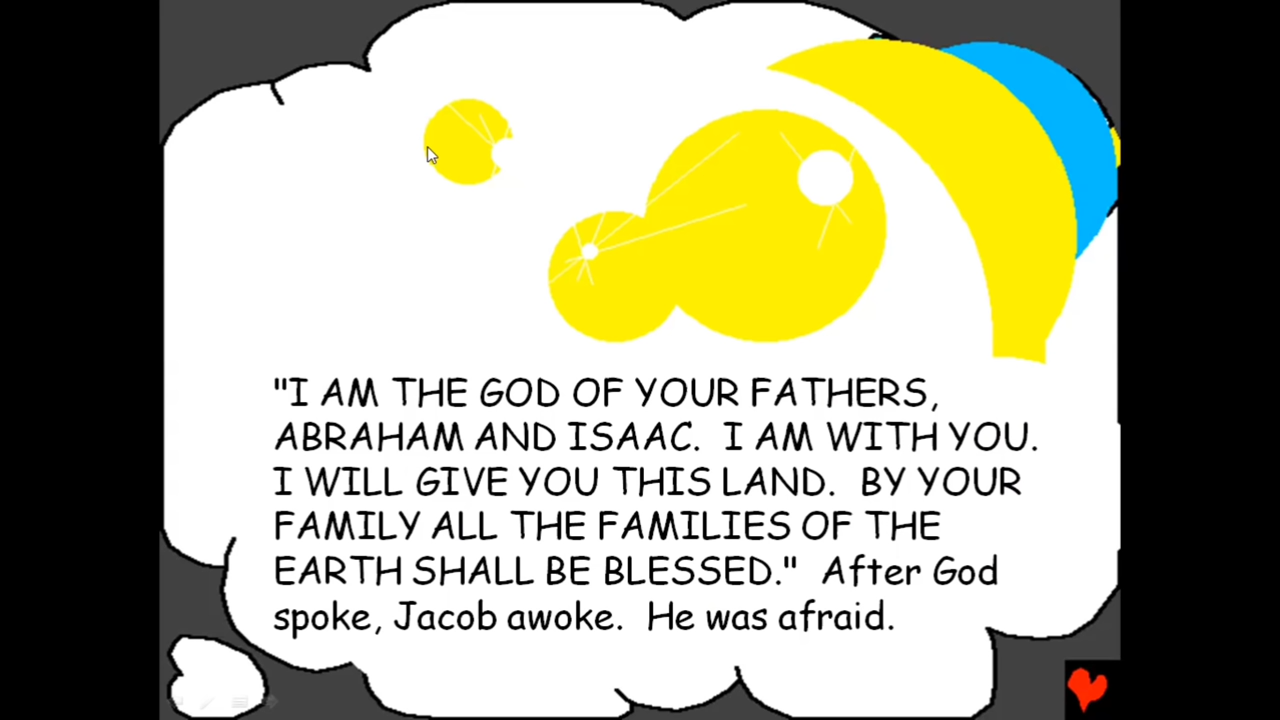 "I AM THE GOD OF YOUR FATHERS,
ABRAHAM AND ISAAC.  I AM WITH YOU.
I WILL GIVE YOU THIS LAND.  BY YOUR
FAMILY ALL THE FAMILIES OF THE
EARTH SHALL BE BLESSED."  After God
spoke, Jacob awoke.  He was afraid.